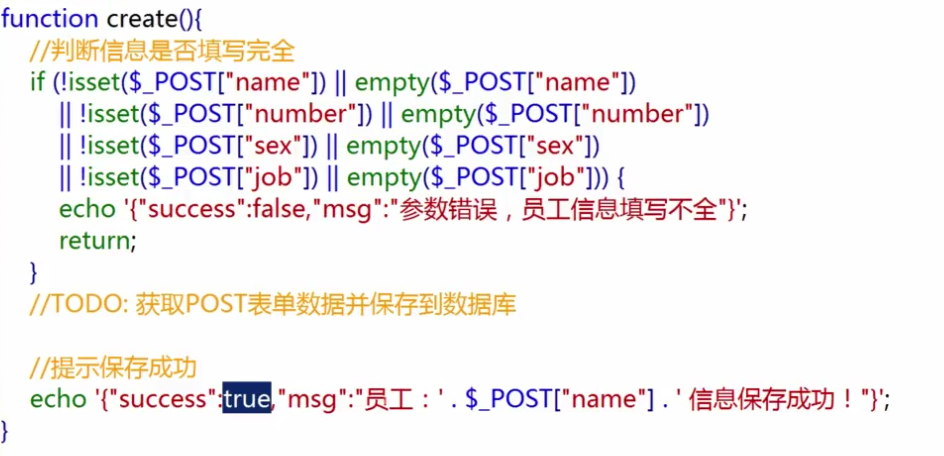 function create(){
//判断信息是否填写完全
if (!isset($_POST["name"]) || empty($_POST["name"])
|| !isset($_POST["number"]) || empty($_POST["number"])
|| !isset($_POST["sex"]) || empty($_POST["sex"])
|| !isset($_POST["job"]) || empty($_POST["job"])) {
echo '{"success":false,"msg":"参数错误，员工信息填写不全"}';
return;
}
//TODO: 获取POST表单数据并保存到数据库
//提示保存成功
echo '{"success":true,"msg":"员工：' . $_POST["name"] . ' 信息保存成功！"}';
}